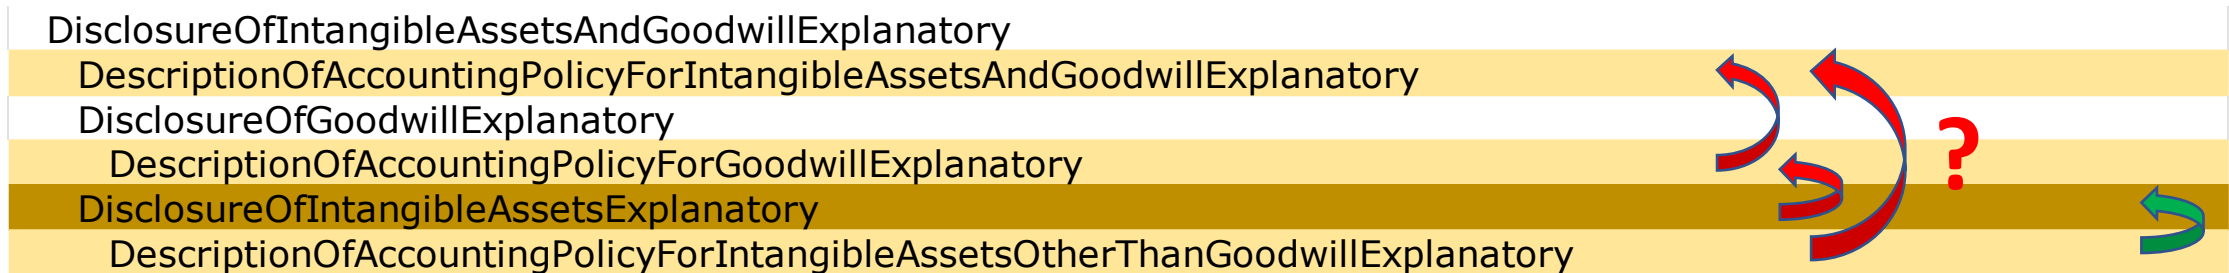 DisclosureOfIntangibleAssetsAndGoodwillExplanatory
DescriptionOfAccountingPolicyForIntangibleAssetsAndGoodwillExplanatory
DisclosureOfGoodwillExplanatory
DescriptionOfAccountingPolicyForGoodwillExplanatory
?
DisclosureOfIntangibleAssetsExplanatory
DescriptionOfAccountingPolicyForIntangibleAssetsOtherThanGoodwillExplanatory